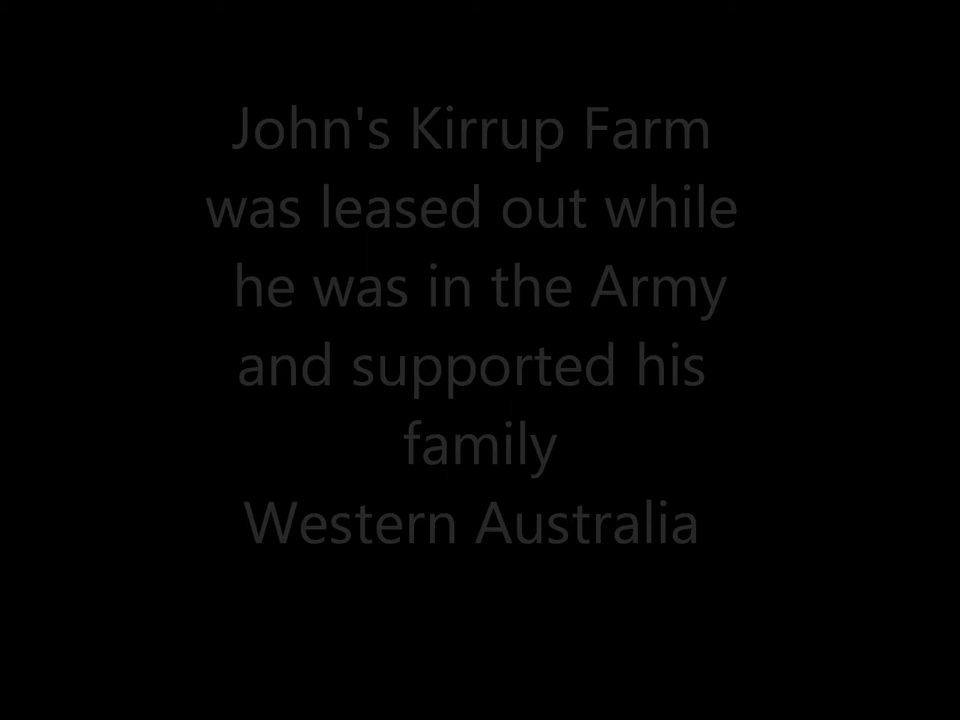 John's Kirrup Farm
was leased out while
he was in the Army
and supported his
family
Western Australia